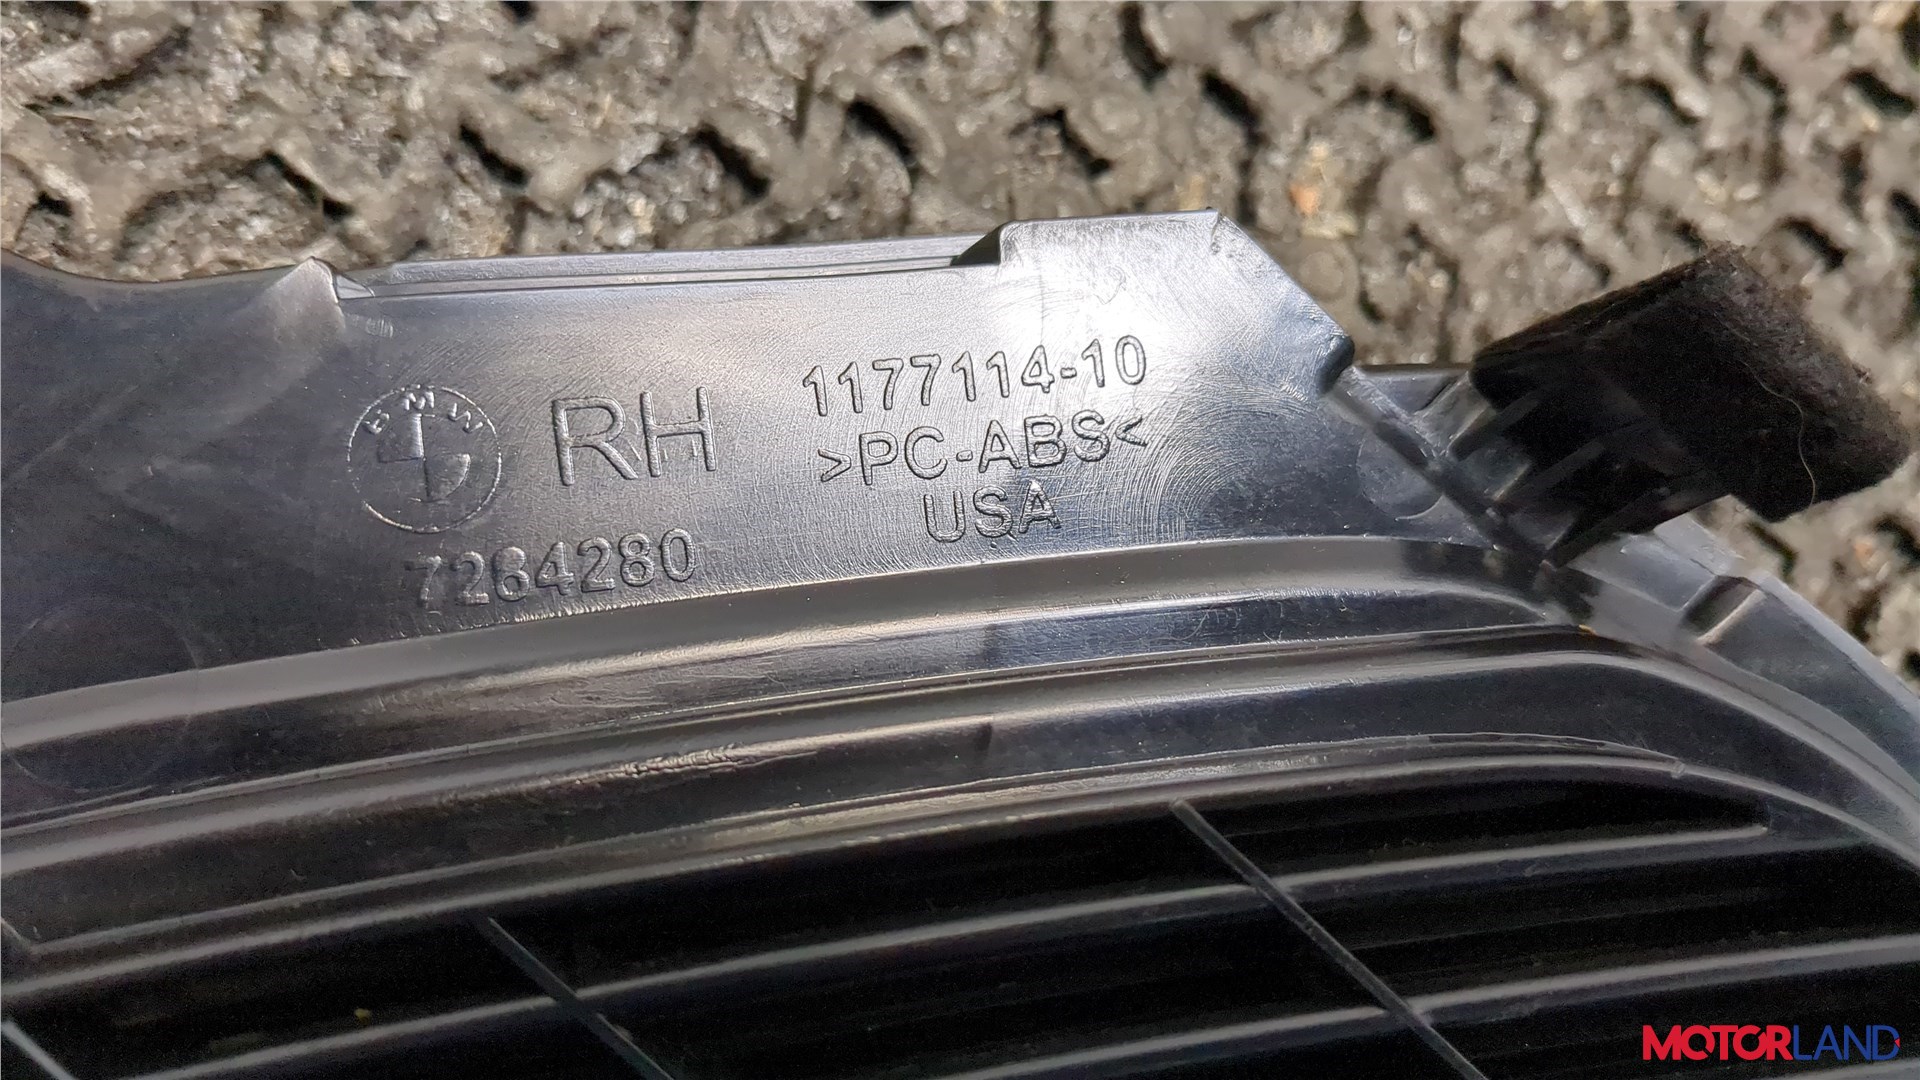 BMW
RH
7284280
1177114-10
>PC-ABS<
USA
MOTORLAND